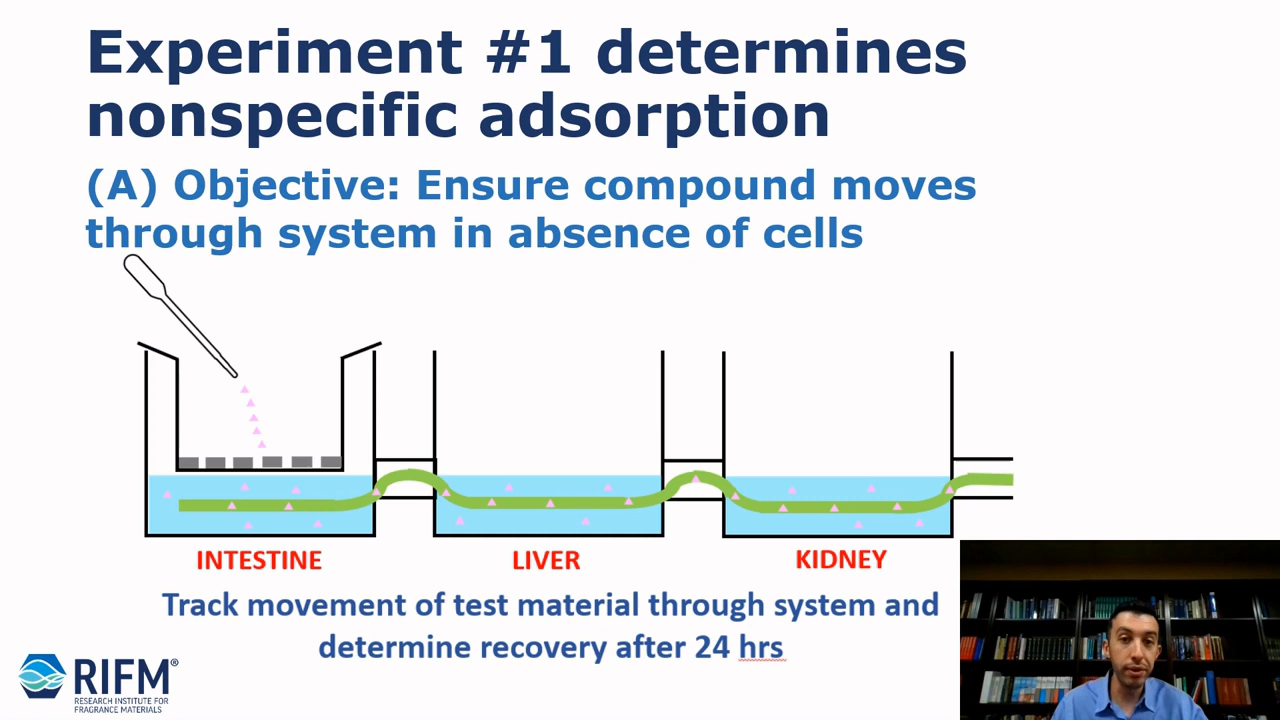 Experiment #1 determines
nonspecific adsorption
(A) Objective: Ensure compound moves
through system in absence of cells
INTESTINE
LIVER
KIDNEY
Track movement of test material through system and
determine recovery after 24 hrs
RIFM®
RESEARCH INSTITUTE FOR
FRAGRANCE MATERIALS